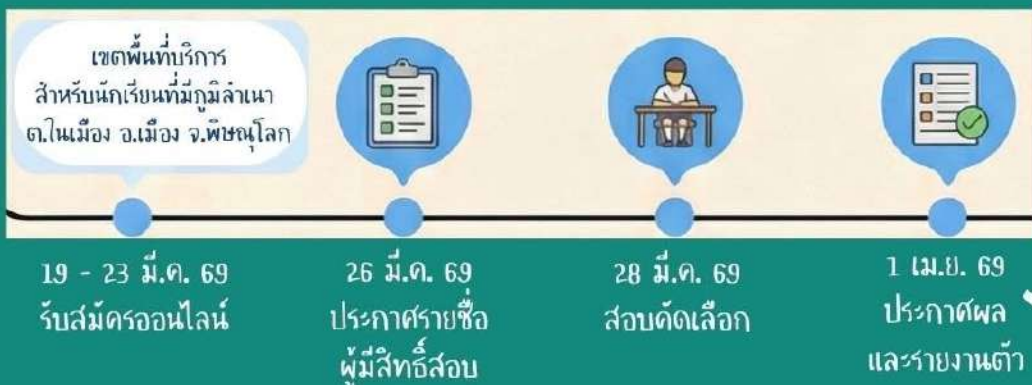 เขตพื้นที่บริการ
สำหรับนักเรียนที่มีภูมิลำเนา
ต.ในเมือง อ.เมือง จ.พิษณุโลก
19 - 23 มี.ค. 69
รับสมัครออนไลน์
26 มี.ค. 69
ประกาศรายชื่อ
ผู้มีสิทธิ์สอบ
28 มี.ค. 69
สอบคัดเลือก
1 เม.ย. 69
ประกาศผล
และรายงานตัว